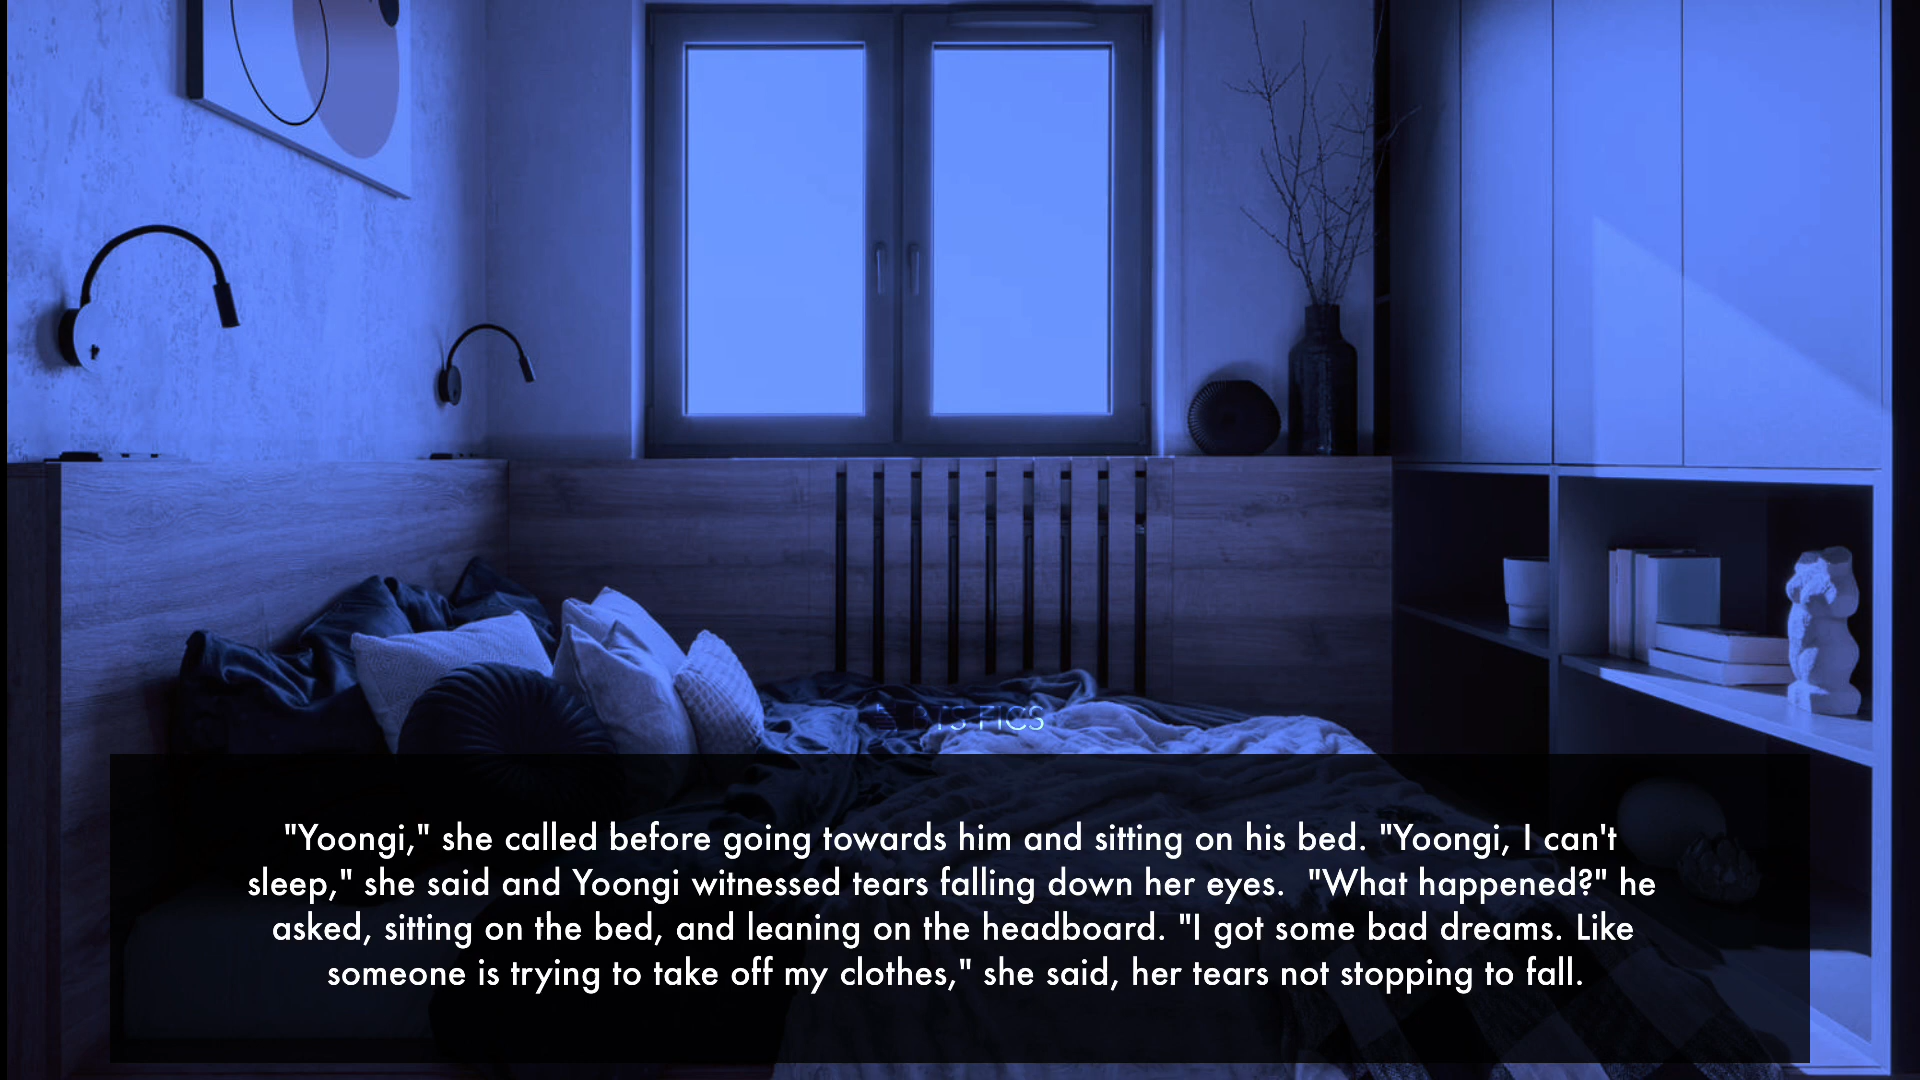 BTS FICS
"Yoongi," she called before going towards him and sitting on his bed. "Yoongi, I can't
sleep," she said and Yoongi witnessed tears falling down her eyes.  "What happened?" he
asked, sitting on the bed, and leaning on the headboard. "I got some bad dreams. Like
someone is trying to take off my clothes," she said, her tears not stopping to fall.